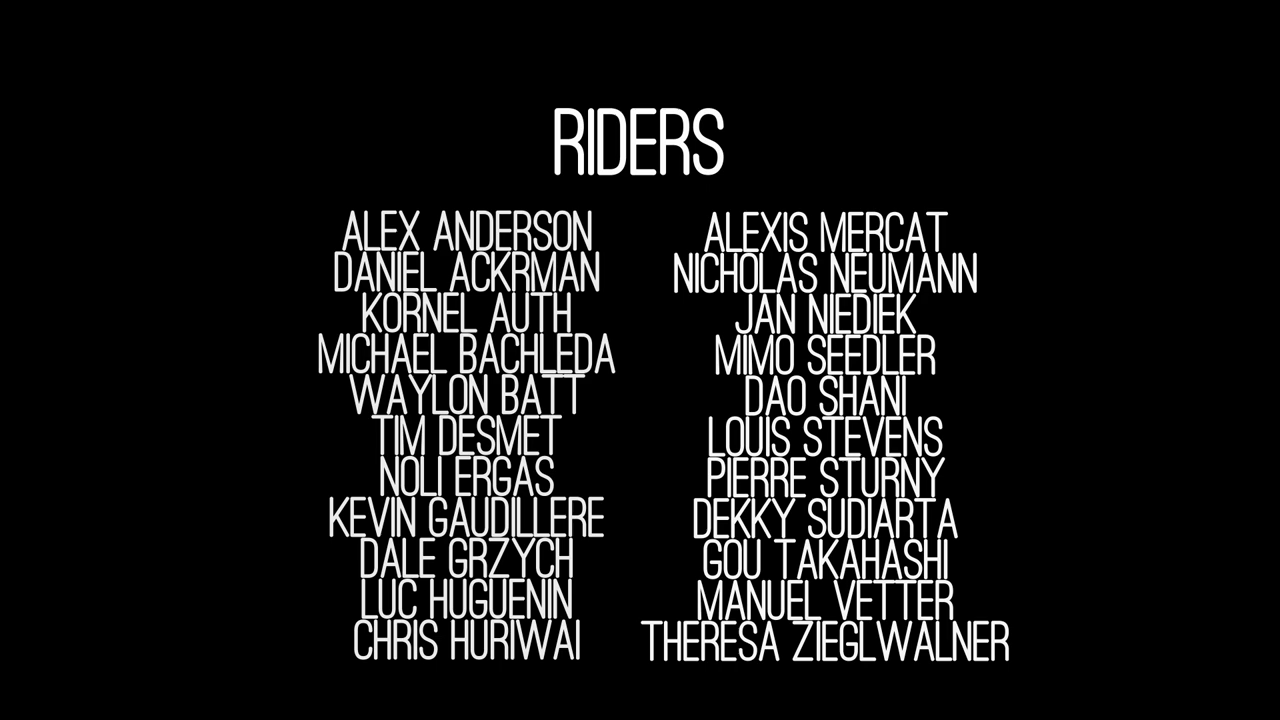 RIDERS
ALEX ANDERSON
DANIEL ACKRMAN
KORNEL AUTH
MICHAEL BACHLEDA
WAYLON BATT
TIM DESMET
NOLI ERGAS
KEVIN GAUDILLERE
DALE GRZYCH
LUC HUGUENIN
CHRIS HURIWAI
ALEXIS MERCAT
NICHOLAS NEUMANN
JAN NIEDIEK
MIMO SEEDLER
DAO SHANI
LOUIS STEVENS
PIERRE STURNY
DEKKY SUDIARTA
GOU TAKAHASHI
MANUEL VETTER
THERESA ZIEGLWALNER